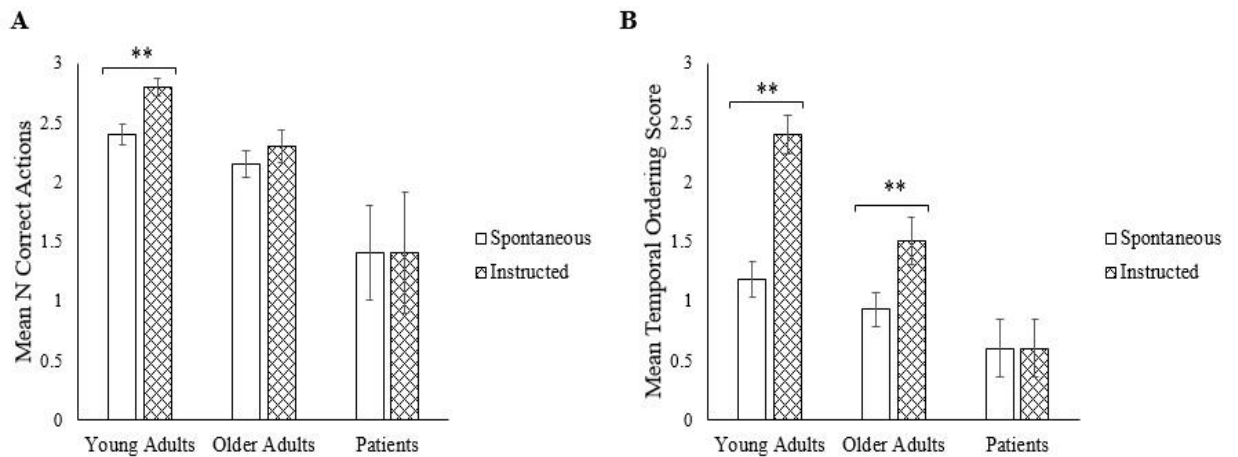 A
Mean N Correct Actions
3
2.5
2
1.5
1
0.5
0
**
Young Adults
Older Adults
Patients
Spontaneous
Instructed
B
Mean Temporal Ordering Score
3
2.5
2
1.5
1
0.5
0
**
**
Young Adults
Older Adults
Patients
Spontaneous
Instructed